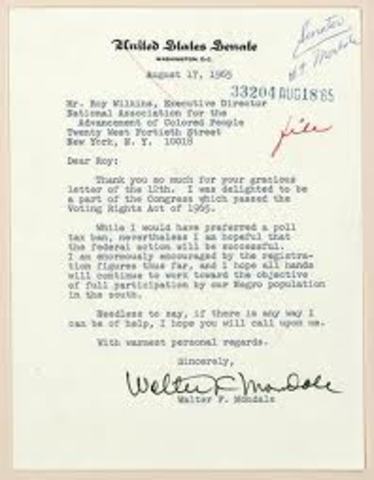 United States Senate
WASHINGTON, D.C.
Senator
Mondale
August 17, 1965
33204 AUG 18'65
file
Mr. Roy Wilkins, Executive Director
National Association for the
Advancement of Colored People
Twenty West Fortieth Street
New York, N. Y. 10018
Dear Roy:
Thank you so much for your gracious
letter of the 12th. I was delighted to be
a part of the Congress which passed the
Voting Rights Act of 1965.
While I would have preferred a poll
tax ban, nevertheless I am hopeful that
the federal action will be successful.
I am enormously encouraged by the registra-
tion figures thus far, and I hope all hands
will continue to work toward the objective
of full participation by our Negro population
in the south.
Needless to say, if there is any way I
can be of help, I hope you will call upon me.
With warmest personal regards.
Sincerely,
Walter F Mondale
Walter F. Mondale